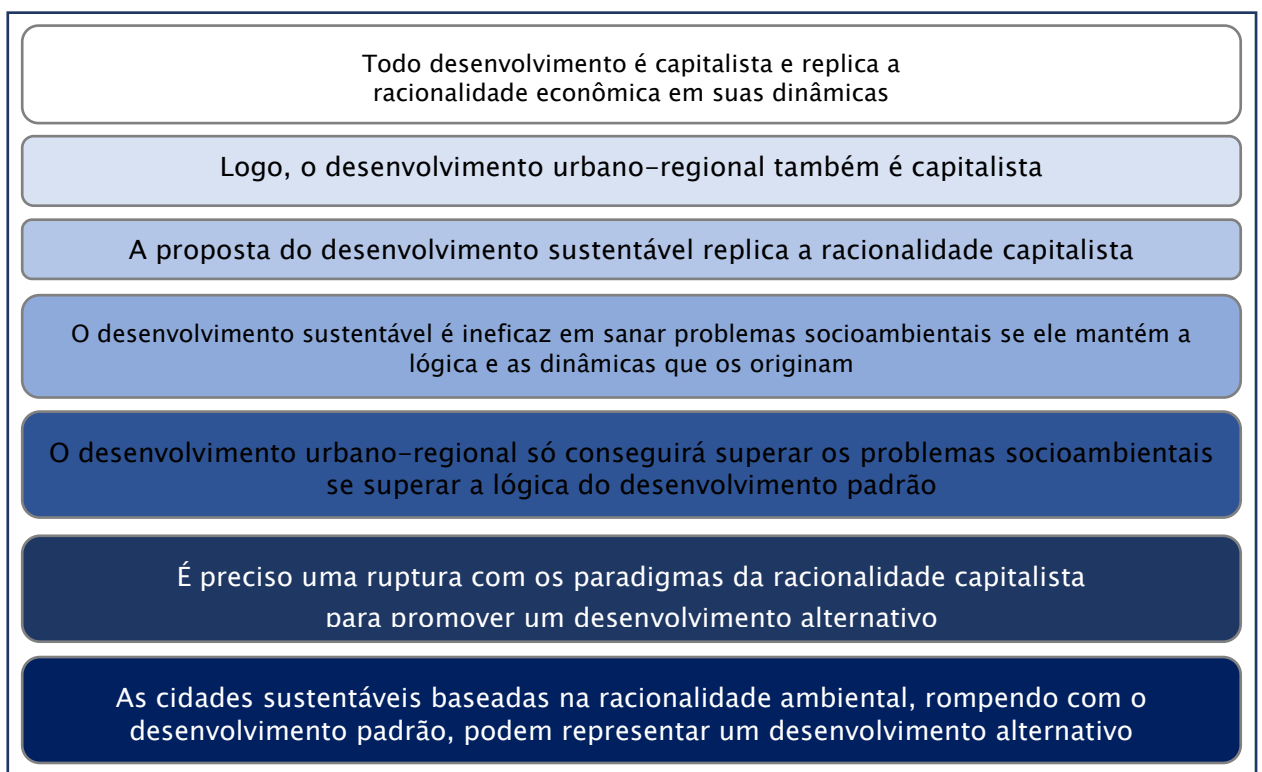 Todo desenvolvimento é capitalista e replica a
racionalidade econômica em suas dinâmicas
Logo, o desenvolvimento urbano-regional também é capitalista
A proposta do desenvolvimento sustentável replica a racionalidade capitalista
O desenvolvimento sustentável é ineficaz em sanar problemas socioambientais se ele mantém a
lógica e as dinâmicas que os originam
O desenvolvimento urbano-regional só conseguirá superar os problemas socioambientais
se superar a lógica do desenvolvimento padrão
É preciso uma ruptura com os paradigmas da racionalidade capitalista
para promover um desenvolvimento alternativo
As cidades sustentáveis baseadas na racionalidade ambiental, rompendo com o
desenvolvimento padrão, podem representar um desenvolvimento alternativo